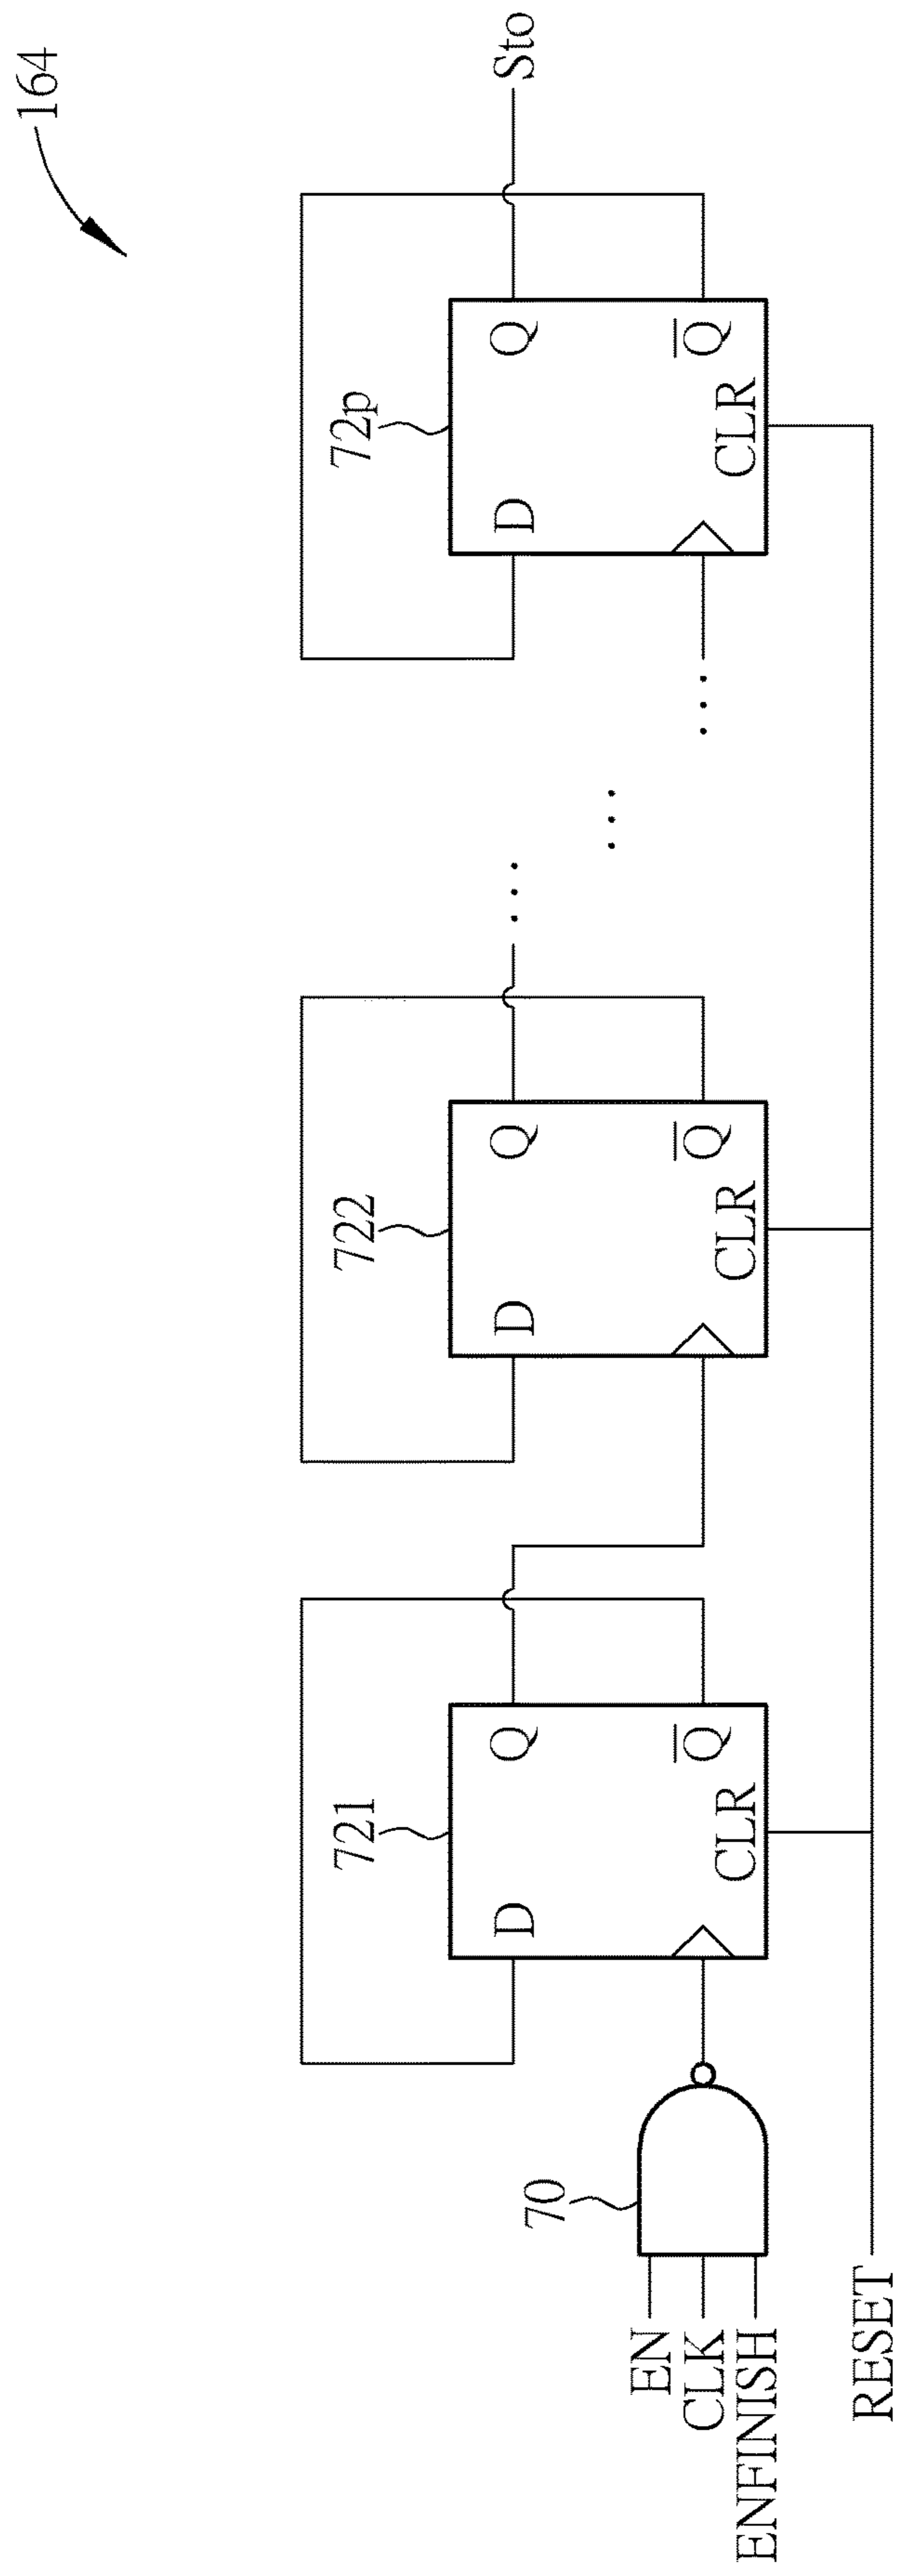 164
721
D
Q
Q̅
CLR
722
D
Q
Q̅
CLR
72p
D
Q
Q̅
CLR
Sto
70
EN
CLK
ENFINISH
RESET